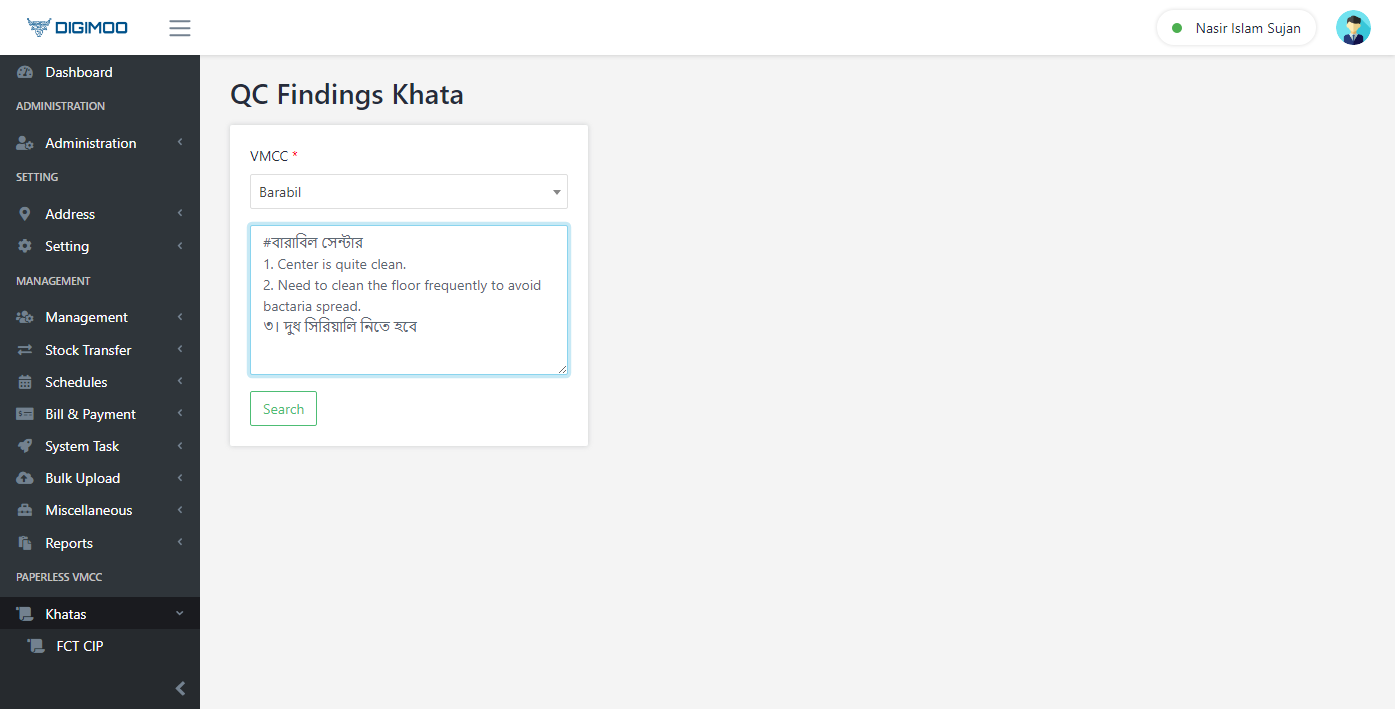 DIGIMOO
Nasir Islam Sujan
Dashboard
ADMINISTRATION
Administration
SETTING
Address
Setting
MANAGEMENT
Management
Stock Transfer
Schedules
Bill & Payment
System Task
Bulk Upload
Miscellaneous
Reports
PAPERLESS VMCC
Khatas
FCT CIP
QC Findings Khata
VMCC *
Barabil
#বারাবিল সেন্টার
1. Center is quite clean.
2. Need to clean the floor frequently to avoid
bactaria spread.
৩। দুধ সিরিয়ালি নিতে হবে
Search